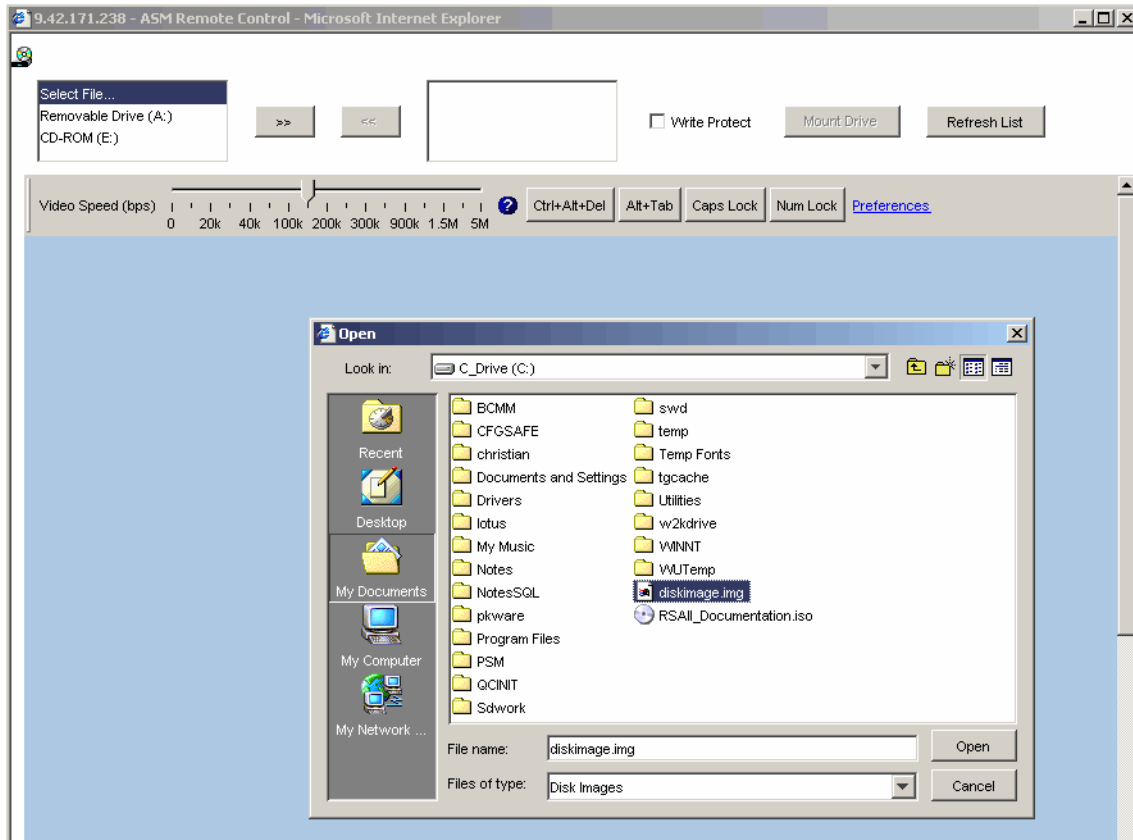 9.42.171.238 - ASM Remote Control - Microsoft Internet Explorer
Select File...
Removable Drive (A:)
CD-ROM (E:)
>>
<<
Write Protect
Mount Drive
Refresh List
Video Speed (bps)
0 20k 40k 100k 200k 300k 900k 1.5M 5M
?
Ctrl+Alt+Del
Alt+Tab
Caps Lock
Num Lock
Preferences
Open
Look in:
C_Drive (C:)
Recent
Desktop
My Documents
My Computer
My Network ...
BCMM
CFGSAFE
christian
Documents and Settings
Drivers
lotus
My Music
Notes
NotesSQL
pkware
Program Files
PSM
QCINIT
Sdwork
swd
temp
Temp Fonts
tgcache
Utilities
w2kdrive
WINNT
WUTemp
diskimage.img
RSAII_Documentation.iso
File name:
diskimage.img
Open
Files of type:
Disk Images
Cancel